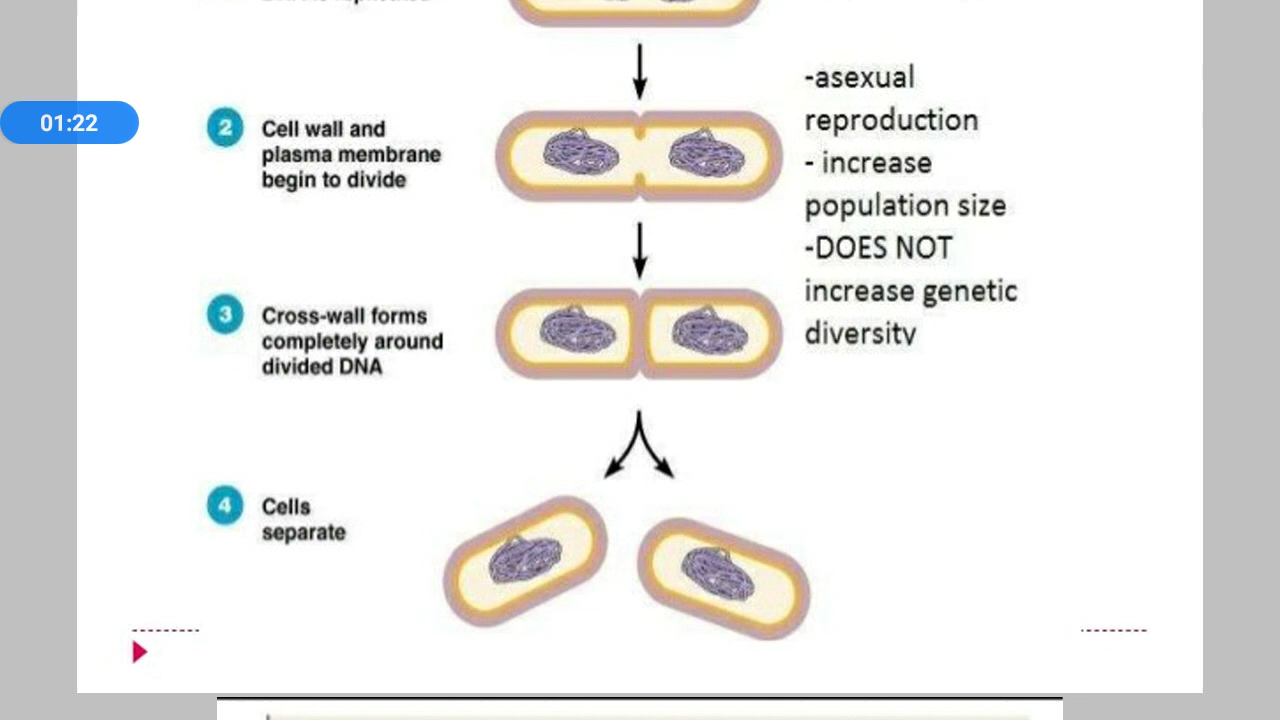 01:22
2
Cell wall and
plasma membrane
begin to divide
3
Cross-wall forms
completely around
divided DNA
4
Cells
separate
-asexual
reproduction
- increase
population size
-DOES NOT
increase genetic
diversity